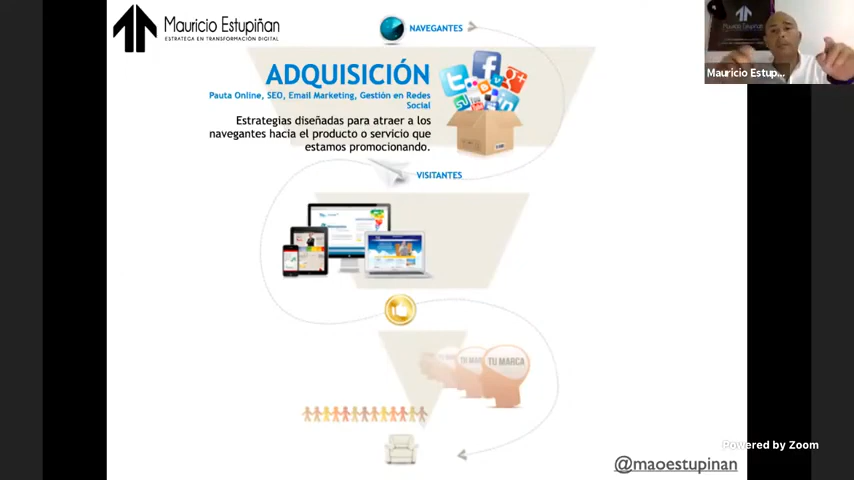 Mauricio Estupiñan
ESTRATEGA EN TRANSFORMACIÓN DIGITAL
NAVEGANTES
ADQUISICIÓN
Pauta Online, SEO, Email Marketing, Gestión en Redes
Social
Estrategias diseñadas para atraer a los
navegantes hacia el producto o servicio que
estamos promocionando.
VISITANTES
TU MARCA
Mauricio Estup...
Powered by Zoom
@maoestupinan